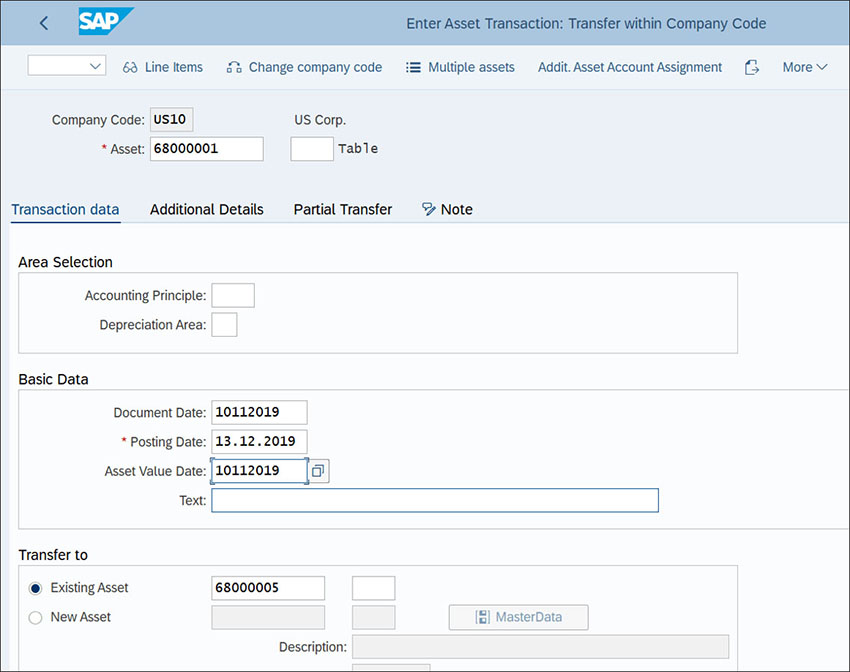 SAP Enter Asset Transaction: Transfer within Company Code
Line Items Change company code Multiple assets Addit. Asset Account Assignment More
Company Code: US10 US Corp.
* Asset: 68000001 Table
Transaction data Additional Details Partial Transfer Note
Area Selection
Accounting Principle:
Depreciation Area:
Basic Data
Document Date: 10112019
* Posting Date: 13.12.2019
Asset Value Date: 10112019
Text:
Transfer to
Existing Asset 68000005
New Asset MasterData
Description: